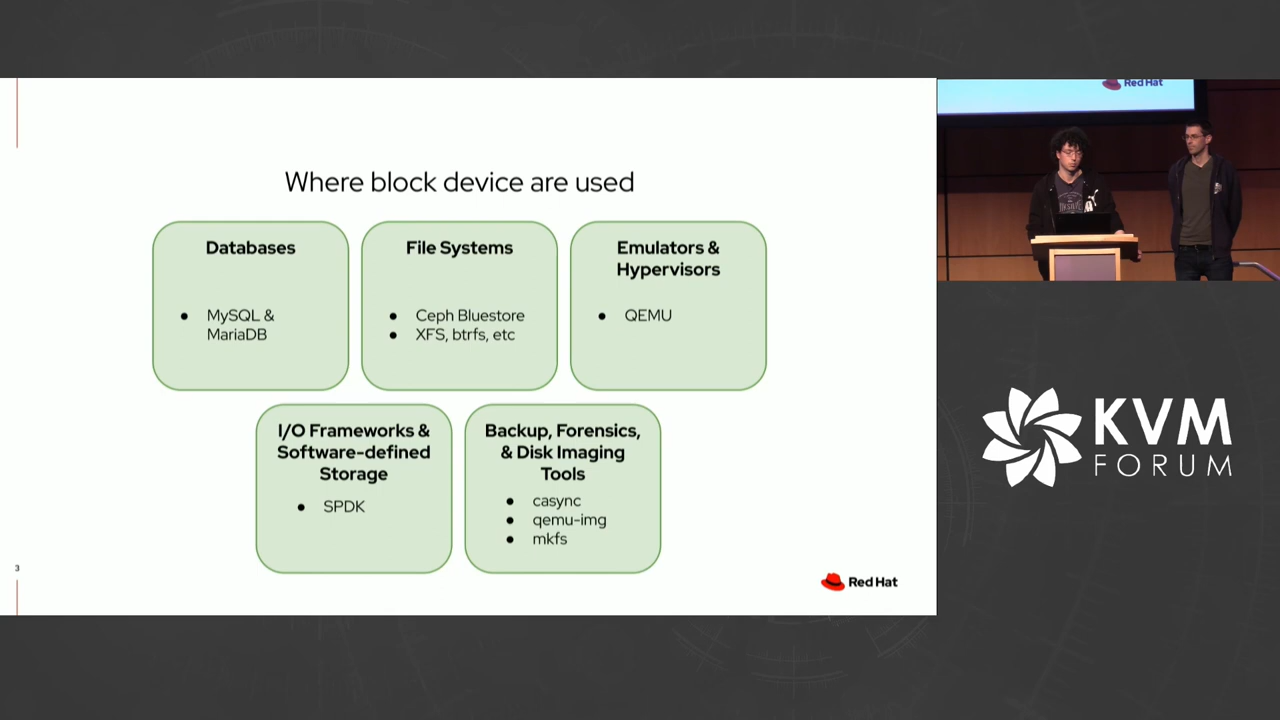 Where block device are used
Databases
● MySQL &
MariaDB
File Systems
● Ceph Bluestore
● XFS, btrfs, etc
Emulators &
Hypervisors
● QEMU
I/O Frameworks &
Software-defined
Storage
● SPDK
Backup, Forensics,
& Disk Imaging
Tools
● casync
● qemu-img
● mkfs
3
Red Hat
Red Hat
KVM
FORUM